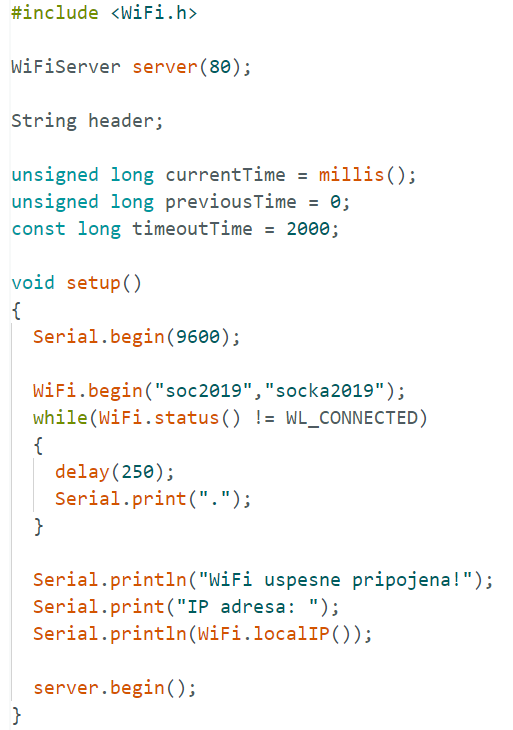 #include <WiFi.h>
WiFiServer server(80);
String header;
unsigned long currentTime = millis();
unsigned long previousTime = 0;
const long timeoutTime = 2000;
void setup()
{
  Serial.begin(9600);
  WiFi.begin("soc2019","socka2019");
  while(WiFi.status() != WL_CONNECTED)
  {
    delay(250);
    Serial.print(".");
  }
  Serial.println("WiFi uspesne pripojena!");
  Serial.print("IP adresa: ");
  Serial.println(WiFi.localIP());
  server.begin();
}